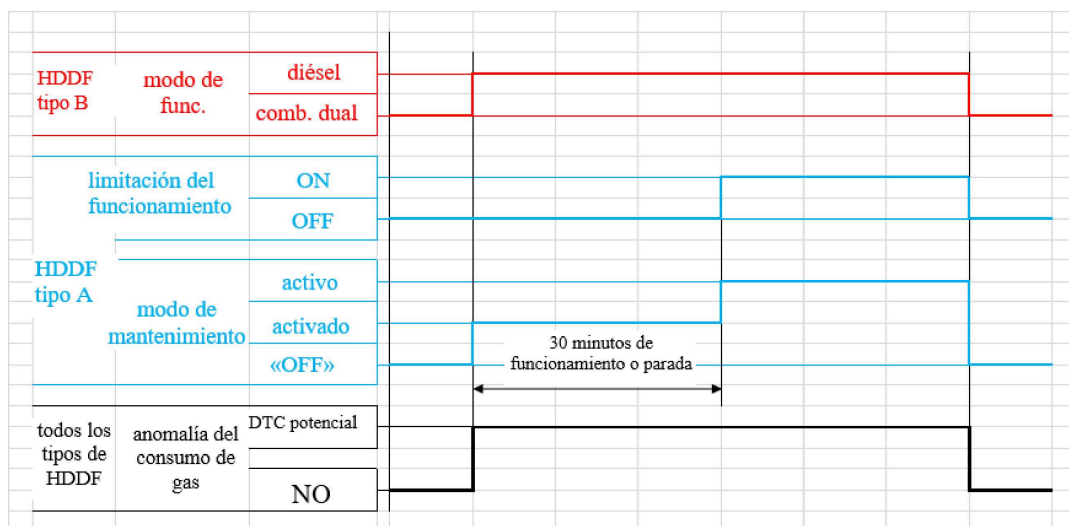 HDDF
tipo B
modo de
func.
diésel
comb. dual
limitación del
funcionamiento
ON
OFF
HDDF
tipo A
modo de
mantenimiento
activo
activado
«OFF»
30 minutos de
funcionamiento o parada
todos los
tipos de
HDDF
anomalía del
consumo de
gas
DTC potencial
NO